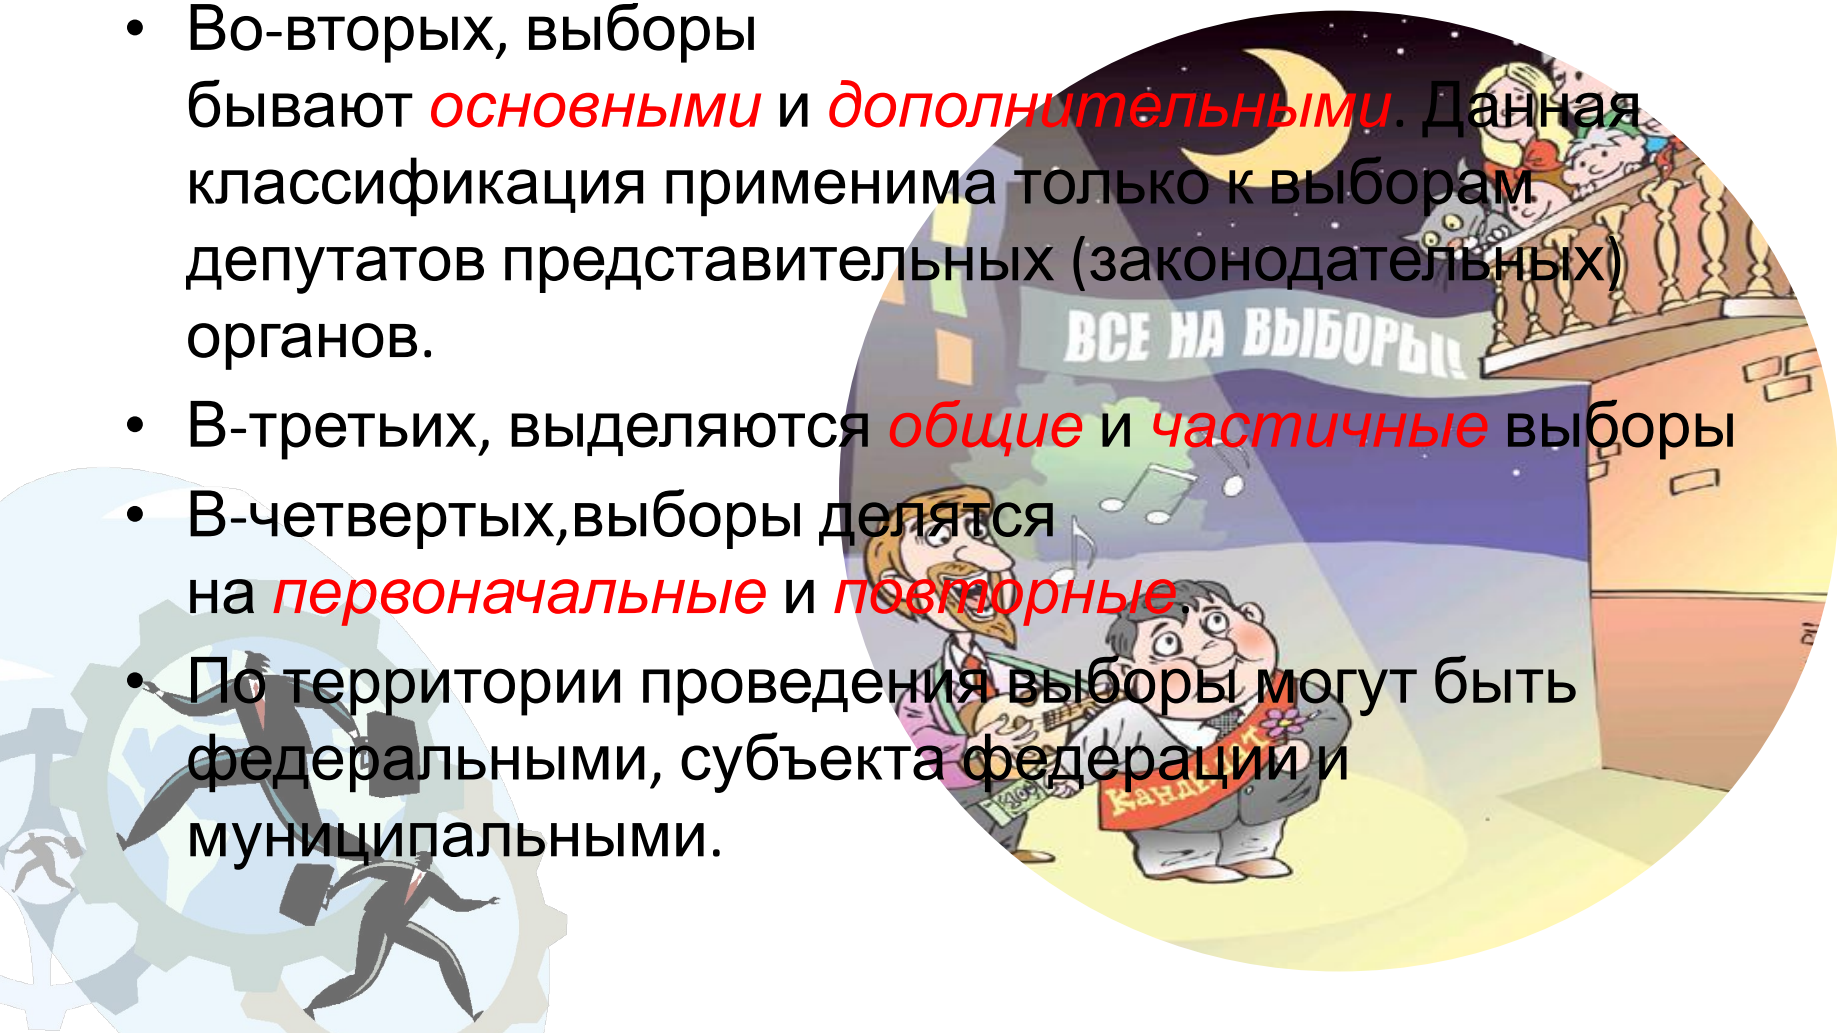 • Во-вторых, выборы
бывают основными и дополнительными. Данная
классификация применима только к выборам
депутатов представительных (законодательных)
органов.
ВСЕ НА ВЫБОРЫ!
• В-третьих, выделяются общие и частичные выборы
• В-четвертых,выборы делятся
на первоначальные и повторные.
• По территории проведения выборы могут быть
федеральными, субъекта федерации и
муниципальными.
Кандидат